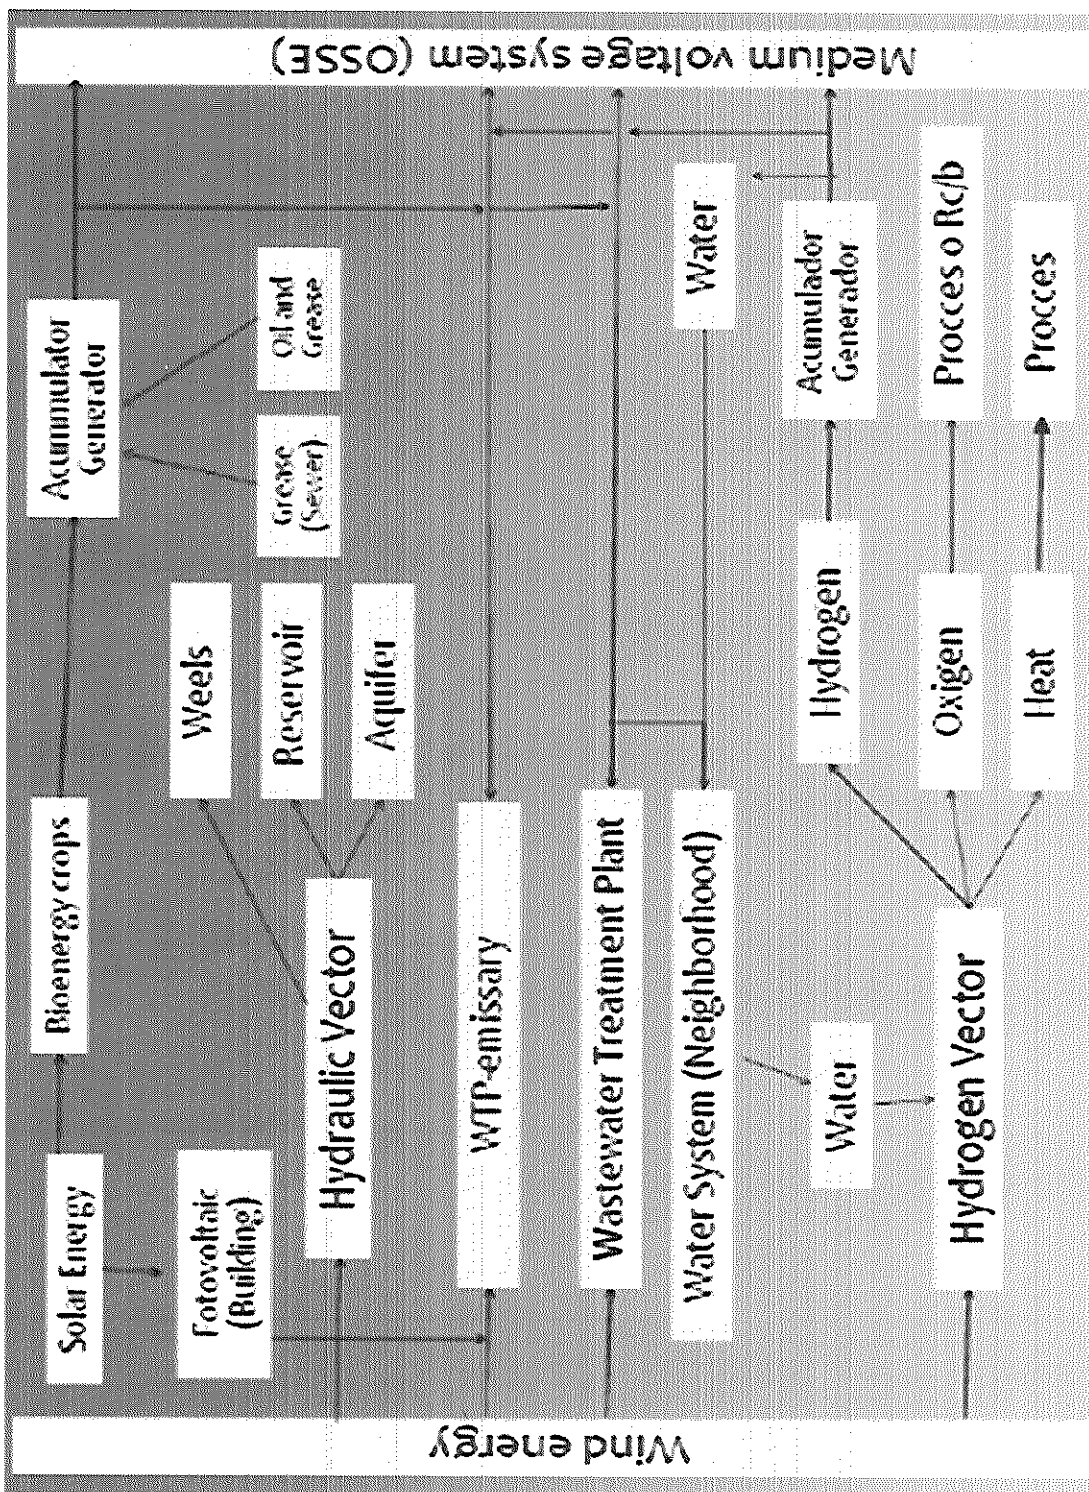 Wind energy
Solar Energy
Bioenergy crops
Acummulator
Generator
Fotovoltaic
(Building)
Weels
Grease
(Sewer)
Oil and
Grease
Hydraulic Vector
Reservoir
Aquifer
WTP-emissary
Wastewater Treatment Plant
Water System (Neighborhood)
Water
Water
Hydrogen
Acumulador
Generador
Hydrogen Vector
Oxigen
Procces o Rc/b
Heat
Procces
Medium voltage system (OSSE)